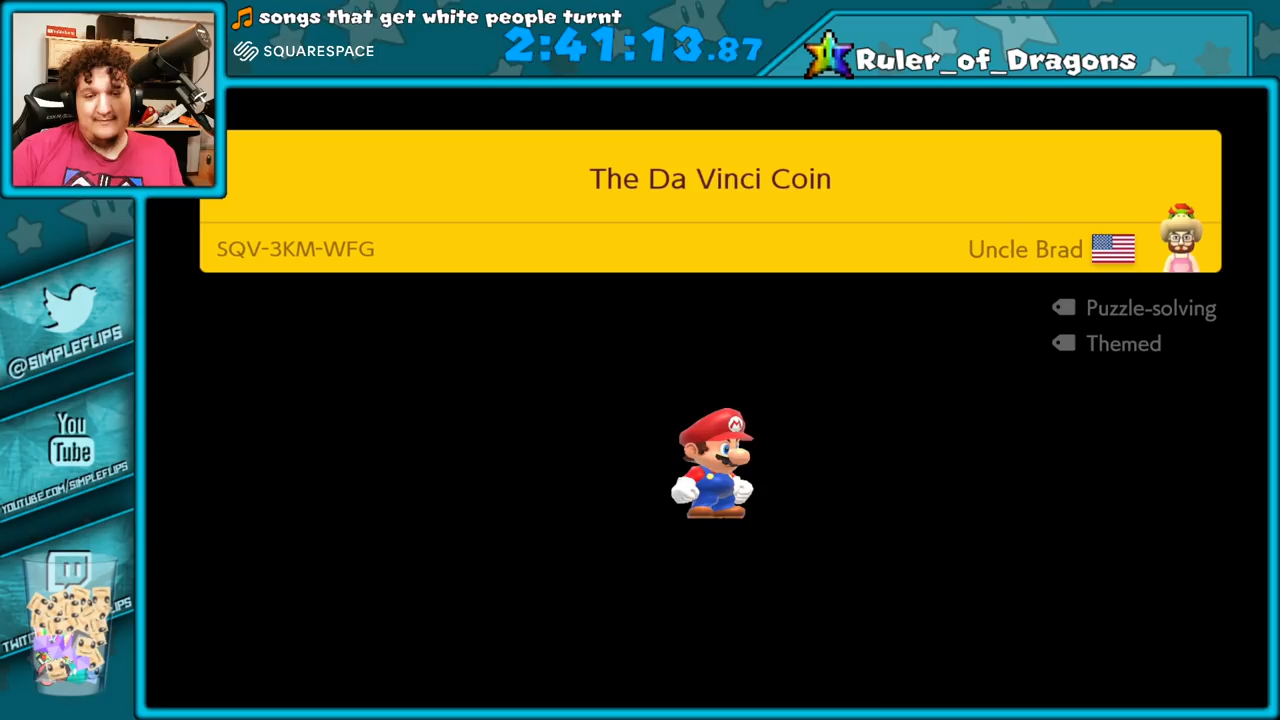 songs that get white people turnt
SQUARESPACE
2:41:13.87
Ruler_of_Dragons
The Da Vinci Coin
SQV-3KM-WFG
Uncle Brad
Puzzle-solving
Themed
M
@SIMPLEFLIPS
You
Tube
YOUTUBE.COM/SIMPLEFLIPS